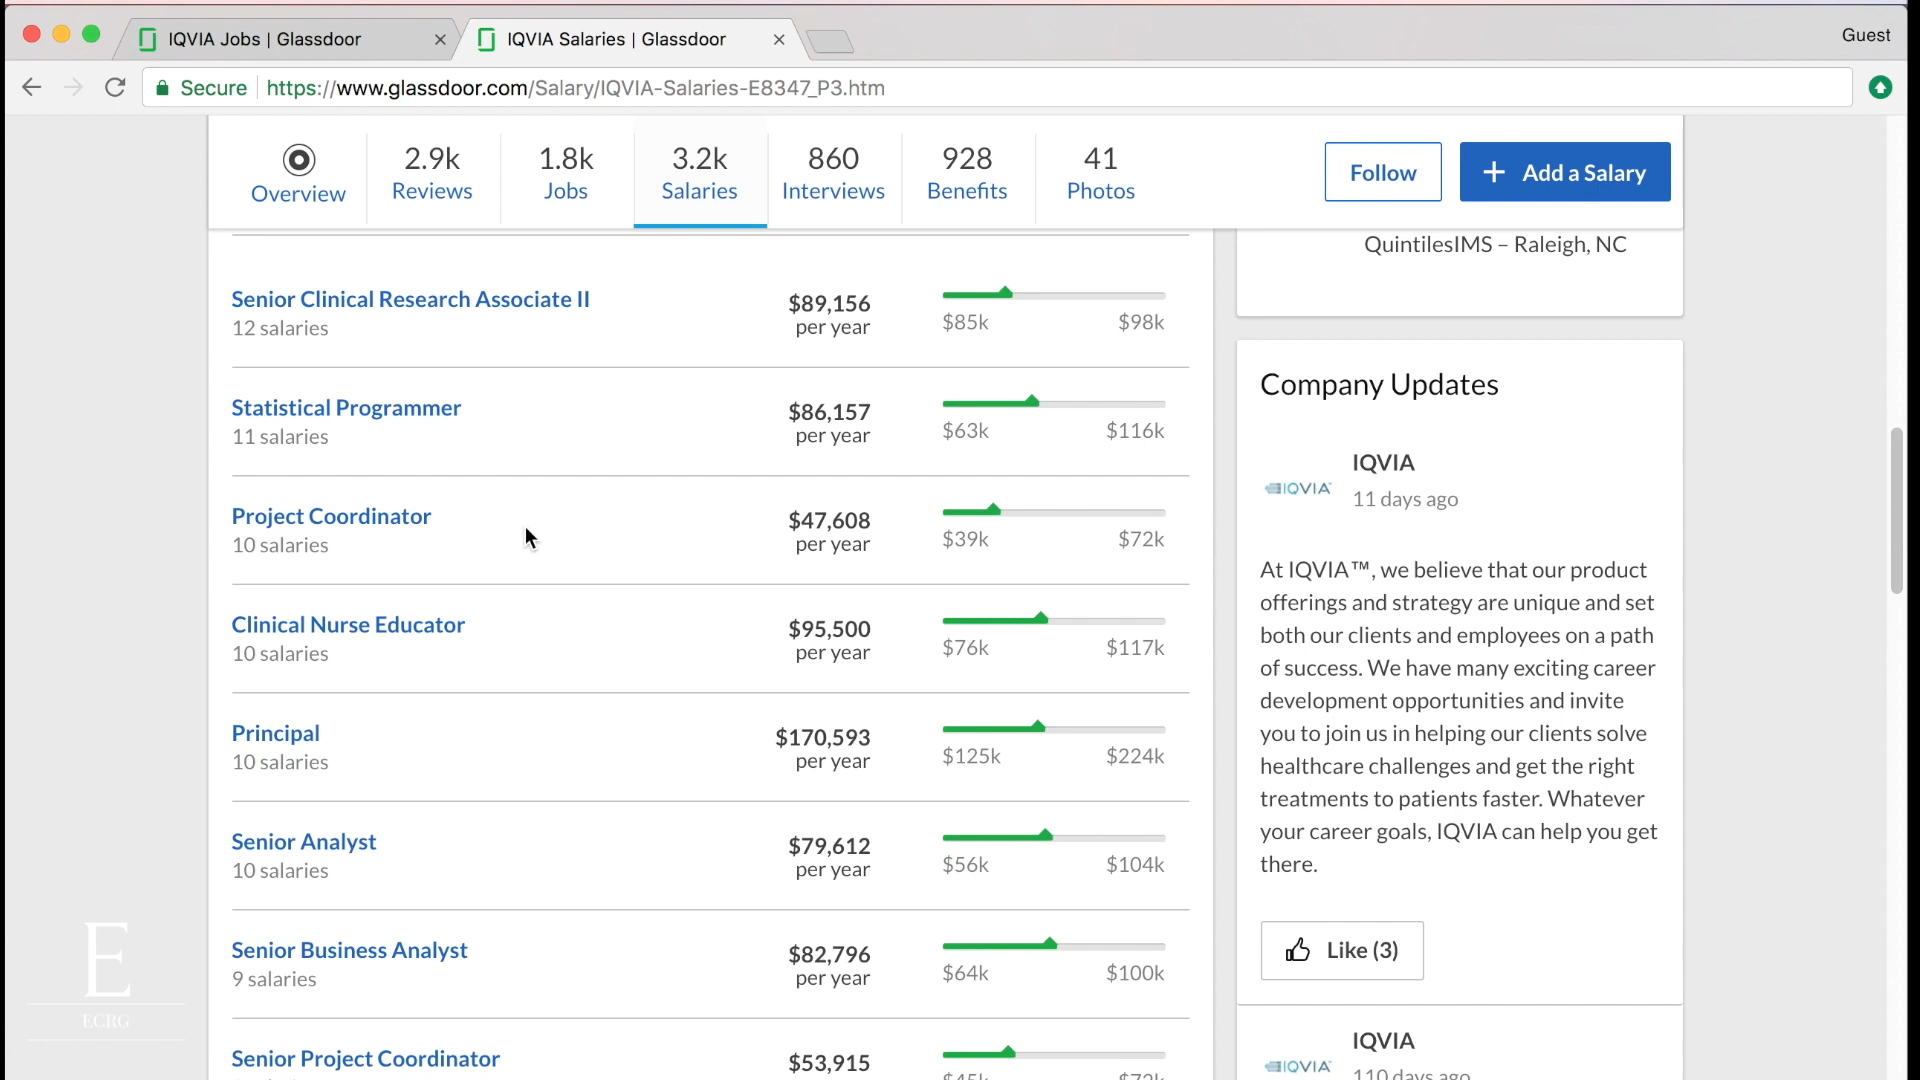 IQVIA Jobs | Glassdoor
IQVIA Salaries | Glassdoor
Guest
Secure
https://www.glassdoor.com/Salary/IQVIA-Salaries-E8347_P3.htm
Overview
2.9k
Reviews
1.8k
Jobs
3.2k
Salaries
860
Interviews
928
Benefits
41
Photos
Follow
+ Add a Salary
Senior Clinical Research Associate II
12 salaries
$89,156
per year
$85k
$98k
Statistical Programmer
11 salaries
$86,157
per year
$63k
$116k
Project Coordinator
10 salaries
$47,608
per year
$39k
$72k
Clinical Nurse Educator
10 salaries
$95,500
per year
$76k
$117k
Principal
10 salaries
$170,593
per year
$125k
$224k
Senior Analyst
10 salaries
$79,612
per year
$56k
$104k
Senior Business Analyst
9 salaries
$82,796
per year
$64k
$100k
Senior Project Coordinator
$53,915
$45k
$72k
QuintilesIMS – Raleigh, NC
Company Updates
IQVIA
IQVIA
11 days ago
At IQVIA™, we believe that our product
offerings and strategy are unique and set
both our clients and employees on a path
of success. We have many exciting career
development opportunities and invite
you to join us in helping our clients solve
healthcare challenges and get the right
treatments to patients faster. Whatever
your career goals, IQVIA can help you get
there.
Like (3)
IQVIA
IQVIA
110 days ago
E
ECRG